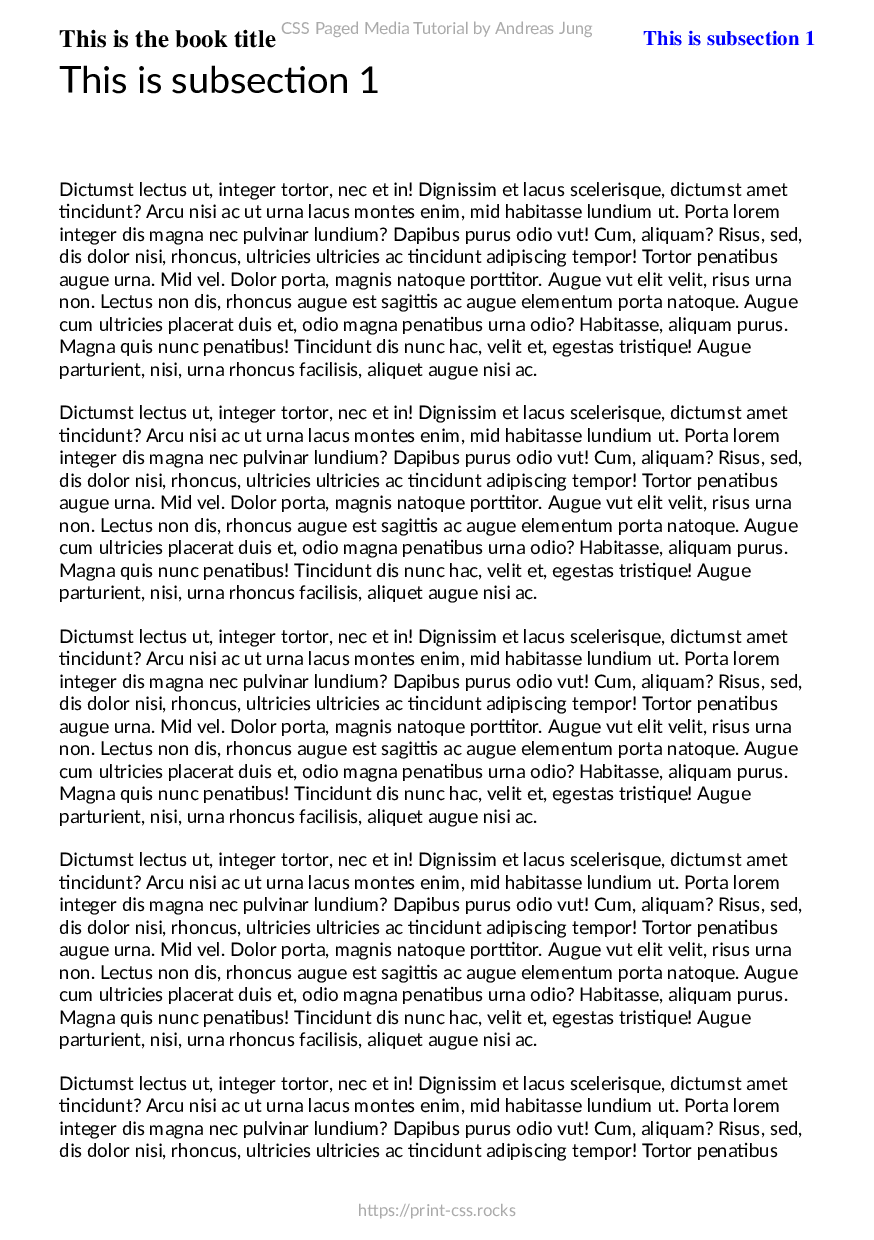 This is the book title
CSS Paged Media Tutorial by Andreas Jung
This is subsection 1
This is subsection 1
Dictumst lectus ut, integer tortor, nec et in! Dignissim et lacus scelerisque, dictumst amet
tincidunt? Arcu nisi ac ut urna lacus montes enim, mid habitasse lundium ut. Porta lorem
integer dis magna nec pulvinar lundium? Dapibus purus odio vut! Cum, aliquam? Risus, sed,
dis dolor nisi, rhoncus, ultricies ultricies ac tincidunt adipiscing tempor! Tortor penatibus
augue urna. Mid vel. Dolor porta, magnis natoque porttitor. Augue vut elit velit, risus urna
non. Lectus non dis, rhoncus augue est sagittis ac augue elementum porta natoque. Augue
cum ultricies placerat duis et, odio magna penatibus urna odio? Habitasse, aliquam purus.
Magna quis nunc penatibus! Tincidunt dis nunc hac, velit et, egestas tristique! Augue
parturient, nisi, urna rhoncus facilisis, aliquet augue nisi ac.
Dictumst lectus ut, integer tortor, nec et in! Dignissim et lacus scelerisque, dictumst amet
tincidunt? Arcu nisi ac ut urna lacus montes enim, mid habitasse lundium ut. Porta lorem
integer dis magna nec pulvinar lundium? Dapibus purus odio vut! Cum, aliquam? Risus, sed,
dis dolor nisi, rhoncus, ultricies ultricies ac tincidunt adipiscing tempor! Tortor penatibus
augue urna. Mid vel. Dolor porta, magnis natoque porttitor. Augue vut elit velit, risus urna
non. Lectus non dis, rhoncus augue est sagittis ac augue elementum porta natoque. Augue
cum ultricies placerat duis et, odio magna penatibus urna odio? Habitasse, aliquam purus.
Magna quis nunc penatibus! Tincidunt dis nunc hac, velit et, egestas tristique! Augue
parturient, nisi, urna rhoncus facilisis, aliquet augue nisi ac.
Dictumst lectus ut, integer tortor, nec et in! Dignissim et lacus scelerisque, dictumst amet
tincidunt? Arcu nisi ac ut urna lacus montes enim, mid habitasse lundium ut. Porta lorem
integer dis magna nec pulvinar lundium? Dapibus purus odio vut! Cum, aliquam? Risus, sed,
dis dolor nisi, rhoncus, ultricies ultricies ac tincidunt adipiscing tempor! Tortor penatibus
augue urna. Mid vel. Dolor porta, magnis natoque porttitor. Augue vut elit velit, risus urna
non. Lectus non dis, rhoncus augue est sagittis ac augue elementum porta natoque. Augue
cum ultricies placerat duis et, odio magna penatibus urna odio? Habitasse, aliquam purus.
Magna quis nunc penatibus! Tincidunt dis nunc hac, velit et, egestas tristique! Augue
parturient, nisi, urna rhoncus facilisis, aliquet augue nisi ac.
Dictumst lectus ut, integer tortor, nec et in! Dignissim et lacus scelerisque, dictumst amet
tincidunt? Arcu nisi ac ut urna lacus montes enim, mid habitasse lundium ut. Porta lorem
integer dis magna nec pulvinar lundium? Dapibus purus odio vut! Cum, aliquam? Risus, sed,
dis dolor nisi, rhoncus, ultricies ultricies ac tincidunt adipiscing tempor! Tortor penatibus
augue urna. Mid vel. Dolor porta, magnis natoque porttitor. Augue vut elit velit, risus urna
non. Lectus non dis, rhoncus augue est sagittis ac augue elementum porta natoque. Augue
cum ultricies placerat duis et, odio magna penatibus urna odio? Habitasse, aliquam purus.
Magna quis nunc penatibus! Tincidunt dis nunc hac, velit et, egestas tristique! Augue
parturient, nisi, urna rhoncus facilisis, aliquet augue nisi ac.
Dictumst lectus ut, integer tortor, nec et in! Dignissim et lacus scelerisque, dictumst amet
tincidunt? Arcu nisi ac ut urna lacus montes enim, mid habitasse lundium ut. Porta lorem
integer dis magna nec pulvinar lundium? Dapibus purus odio vut! Cum, aliquam? Risus, sed,
dis dolor nisi, rhoncus, ultricies ultricies ac tincidunt adipiscing tempor! Tortor penatibus
https://print-css.rocks